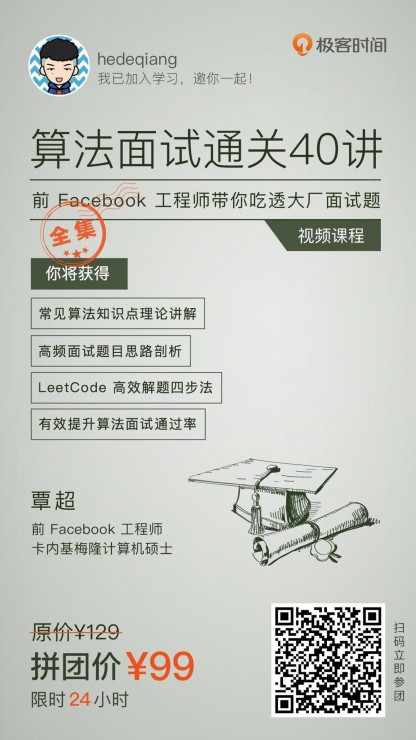 hedeqiang
我已加入学习，邀你一起！
极客时间
算法面试通关40讲
前 Facebook 工程师带你吃透大厂面试题
全集
视频课程
你将获得
常见算法知识点理论讲解
高频面试题目思路剖析
LeetCode 高效解题四步法
有效提升算法面试通过率
覃超
前 Facebook 工程师
卡内基梅隆计算机硕士
原价¥129
拼团价 ¥99
限时 24 小时
扫码立即参团